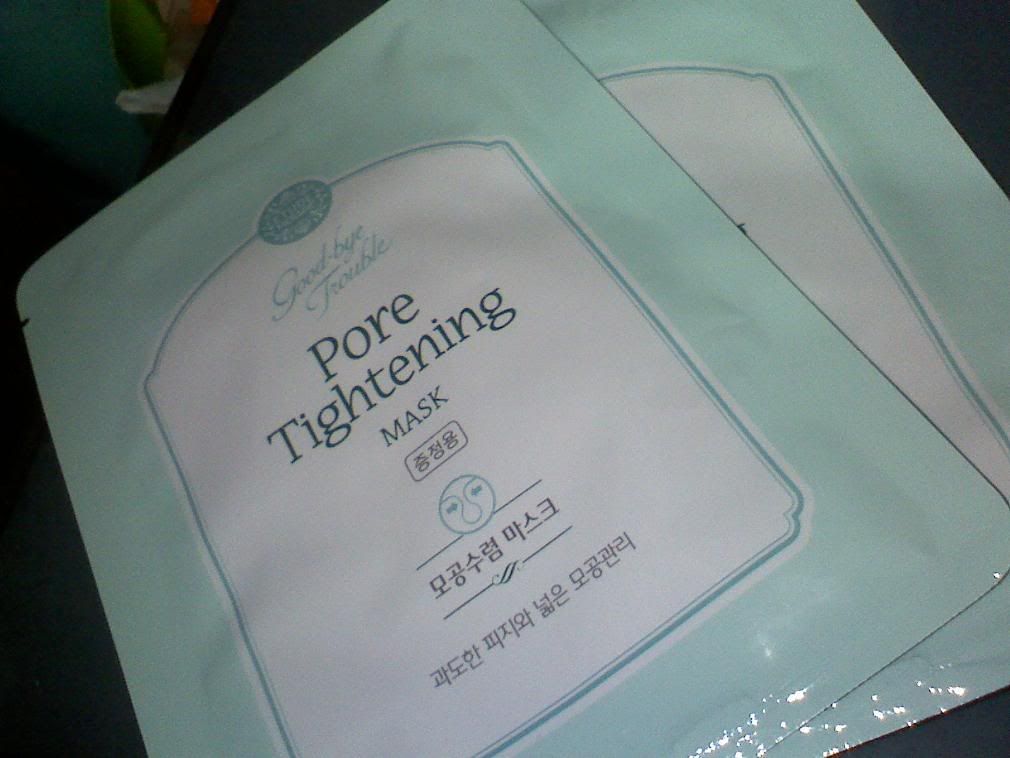 Good-bye
Trouble
Pore
Tightening
MASK
증정용
모공수렴 마스크
과도한 피지와 넓은 모공관리